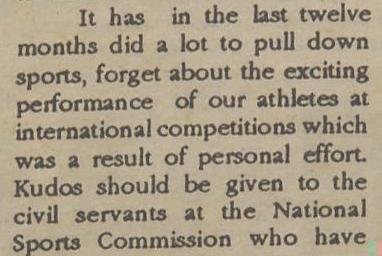 It has in the last twelve
months did a lot to pull down
sports, forget about the exciting
performance of our athletes at
international competitions which
was a result of personal effort.
Kudos should be given to the
civil servants at the National
Sports Commission who have